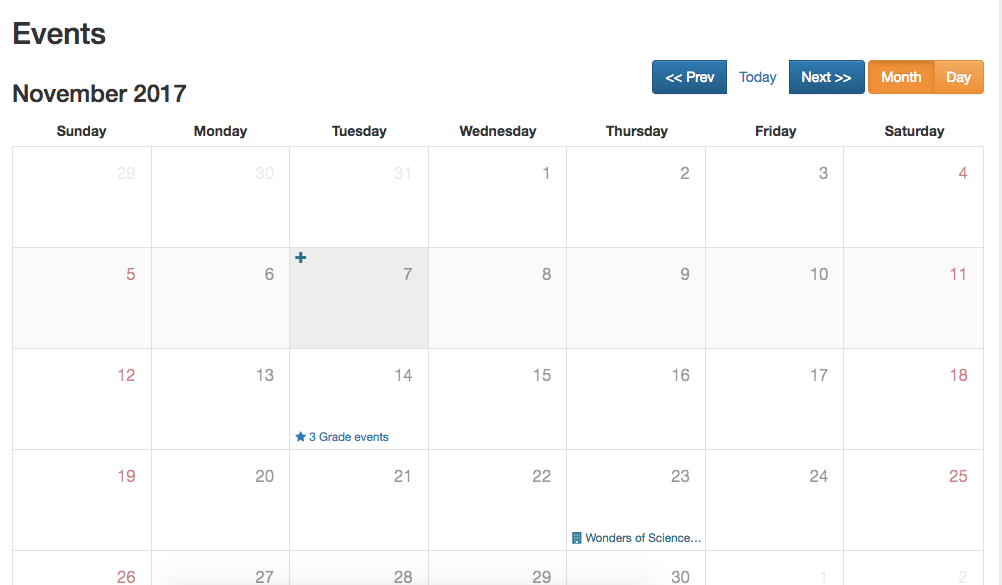 Events
<< Prev Today Next >> Month Day
November 2017
Sunday Monday Tuesday Wednesday Thursday Friday Saturday
29 30 31 1 2 3 4
5 6 7 8 9 10 11
12 13 14 15 16 17 18
3 Grade events
19 20 21 22 23 24 25
Wonders of Science...
26 27 28 29 30 1 2